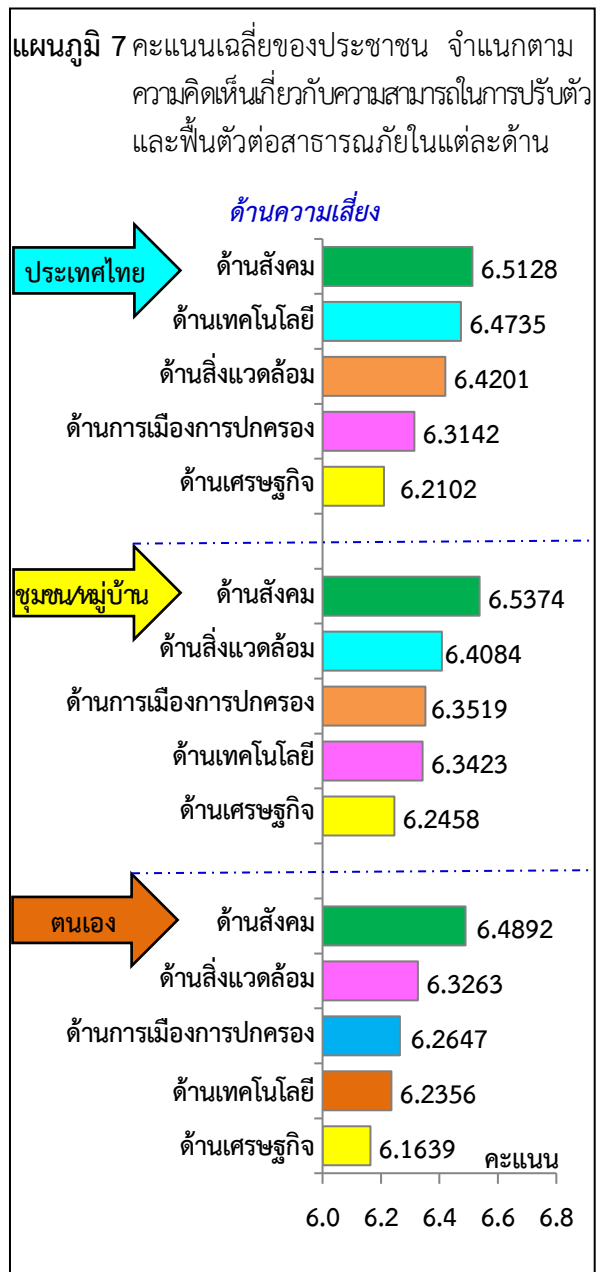 แผนภูมิ 7 คะแนนเฉลี่ยของประชาชน จำแนกตาม
ความคิดเห็นเกี่ยวกับความสามารถในการปรับตัว
และฟื้นตัวต่อสาธารณภัยในแต่ละด้าน
ด้านความเสี่ยง
ประเทศไทย
ด้านสังคม 6.5128
ด้านเทคโนโลยี 6.4735
ด้านสิ่งแวดล้อม 6.4201
ด้านการเมืองการปกครอง 6.3142
ด้านเศรษฐกิจ 6.2102
ชุมชน/หมู่บ้าน
ด้านสังคม 6.5374
ด้านสิ่งแวดล้อม 6.4084
ด้านการเมืองการปกครอง 6.3519
ด้านเทคโนโลยี 6.3423
ด้านเศรษฐกิจ 6.2458
ตนเอง
ด้านสังคม 6.4892
ด้านสิ่งแวดล้อม 6.3263
ด้านการเมืองการปกครอง 6.2647
ด้านเทคโนโลยี 6.2356
ด้านเศรษฐกิจ 6.1639
คะแนน
6.0 6.2 6.4 6.6 6.8